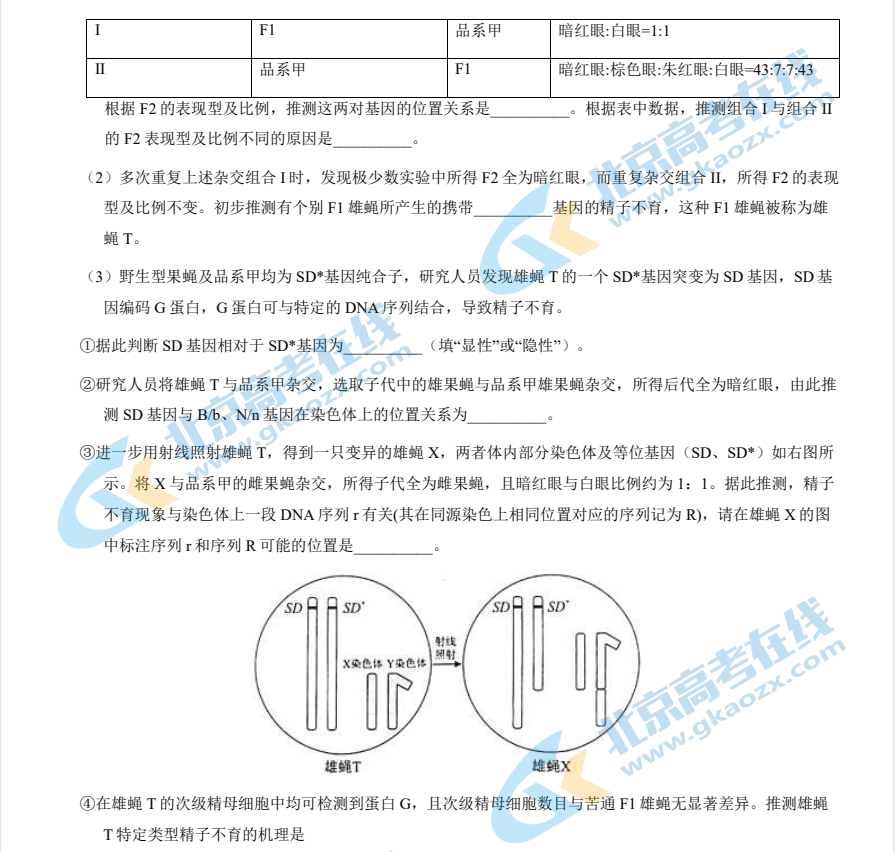 I F1 品系甲 暗红眼:白眼=1:1
II 品系甲 F1 暗红眼:棕色眼:朱红眼:白眼=43:7:7:43
根据 F2 的表现型及比例，推测这两对基因的位置关系是__________。根据表中数据，推测组合 I 与组合 II
的 F2 表现型及比例不同的原因是__________。
（2）多次重复上述杂交组合 I 时，发现极少数实验中所得 F2 全为暗红眼，而重复杂交组合 II，所得 F2 的表现
型及比例不变。初步推测有个别 F1 雄蝇所产生的携带__________基因的精子不育，这种 F1 雄蝇被称为雄
蝇 T。
（3）野生型果蝇及品系甲均为 SD*基因纯合子，研究人员发现雄蝇 T 的一个 SD*基因突变为 SD 基因，SD 基
因编码 G 蛋白，G 蛋白可与特定的 DNA 序列结合，导致精子不育。
①据此判断 SD 基因相对于 SD*基因为__________（填“显性”或“隐性”）。
②研究人员将雄蝇 T 与品系甲杂交，选取子代中的雄果蝇与品系甲雄果蝇杂交，所得后代全为暗红眼，由此推
测 SD 基因与 B/b、N/n 基因在染色体上的位置关系为__________。
③进一步用射线照射雄蝇 T，得到一只变异的雄蝇 X，两者体内部分染色体及等位基因（SD、SD*）如右图所
示。将 X 与品系甲的雌果蝇杂交，所得子代全为雌果蝇，且暗红眼与白眼比例约为 1：1。据此推测，精子
不育现象与染色体上一段 DNA 序列 r 有关(其在同源染色上相同位置对应的序列记为 R)，请在雄蝇 X 的图
中标注序列 r 和序列 R 可能的位置是__________。
SD SD* X染色体 Y染色体
射线
照射
SD SD*
雄蝇T 雄蝇X
④在雄蝇 T 的次级精母细胞中均可检测到蛋白 G，且次级精母细胞数目与苦通 F1 雄蝇无显著差异。推测雄蝇
T 特定类型精子不育的机理是
北京高考在线
www.gkaozx.com
北京高考在线
www.gkaozx.com
北京高考在线
www.gkaozx.com